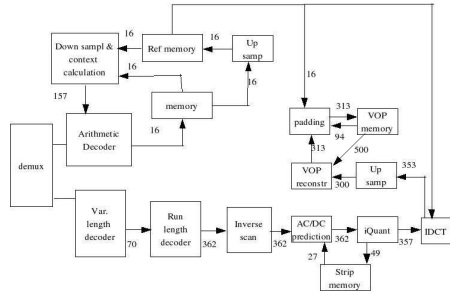 Down sampl &
context
calculation
16
Ref memory
16
Up
samp
16
16
157
memory
16
Arithmetic
Decoder
16
padding
313
VOP
memory
94
313
500
demux
VOP
reconstr
300
Up
samp
353
Var.
length
decoder
70
Run
length
decoder
362
Inverse
scan
362
AC/DC
prediction
362
iQuant
357
IDCT
27
49
Strip memory